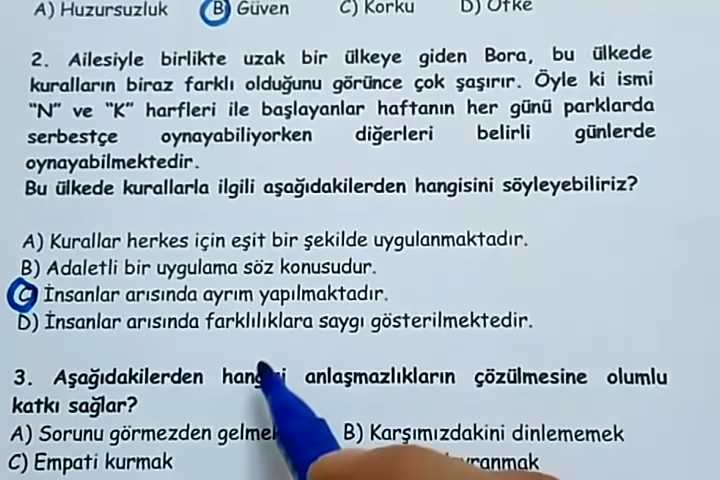 A) Huzursuzluk B) Güven C) Korku D) Öfke
2. Ailesiyle birlikte uzak bir ülkeye giden Bora, bu ülkede
kuralların biraz farklı olduğunu görünce çok şaşırır. Öyle ki ismi
"N" ve "K" harfleri ile başlayanlar haftanın her günü parklarda
serbestçe oynayabiliyorken diğerleri belirli günlerde
oynayabilmektedir.
Bu ülkede kurallarla ilgili aşağıdakilerden hangisini söyleyebiliriz?
A) Kurallar herkes için eşit bir şekilde uygulanmaktadır.
B) Adaletli bir uygulama söz konusudur.
C) İnsanlar arısında ayrım yapılmaktadır.
D) İnsanlar arısında farklılıklara saygı gösterilmektedir.
3. Aşağıdakilerden hangisi anlaşmazlıkların çözülmesine olumlu
katkı sağlar?
A) Sorunu görmezden gelmek B) Karşımızdakini dinlememek
C) Empati kurmak